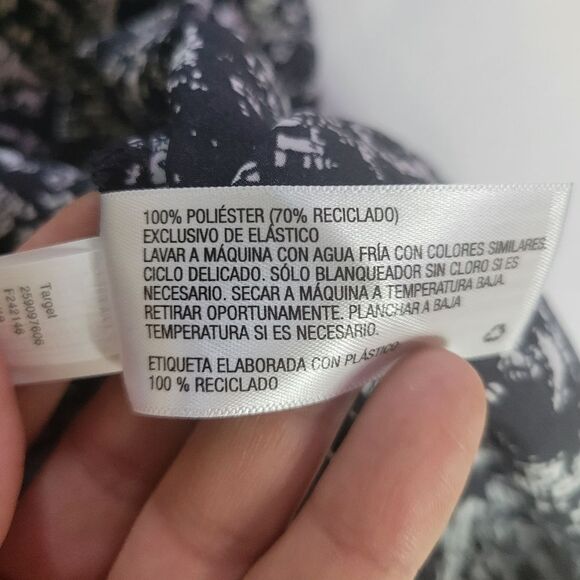 100% POLIÉSTER (70% RECICLADO)
EXCLUSIVO DE ELÁSTICO
LAVAR A MÁQUINA CON AGUA FRÍA CON COLORES SIMILARES.
CICLO DELICADO. SÓLO BLANQUEADOR SIN CLORO SI ES
NECESARIO. SECAR A MÁQUINA A TEMPERATURA BAJA.
RETIRAR OPORTUNAMENTE. PLANCHAR A BAJA
TEMPERATURA SI ES NECESARIO.
ETIQUETA ELABORADA CON PLÁSTICO
100 % RECICLADO
Target
259097606
F242146